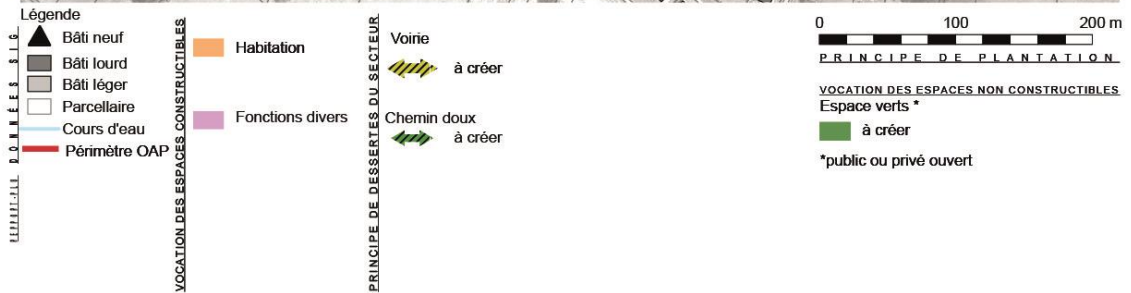 Légende
Bâti neuf
Bâti lourd
Bâti léger
Parcellaire
Cours d'eau
Périmètre OAP
DONNÉES SIG
VOCATION DES ESPACES CONSTRUCTIBLES
Habitation
Fonctions divers
PRINCIPE DE DESSERTES DU SECTEUR
Voirie
à créer
Chemin doux
à créer
0 100 200 m
PRINCIPE DE PLANTATION
VOCATION DES ESPACES NON CONSTRUCTIBLES
Espace verts *
à créer
*public ou privé ouvert